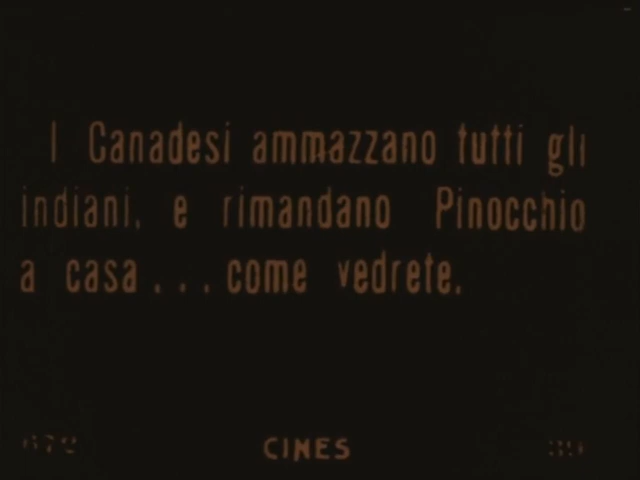 I Canadesi ammazzano tutti gli
indiani. e rimandano Pinocchio
a casa... come vedrete.
CINES